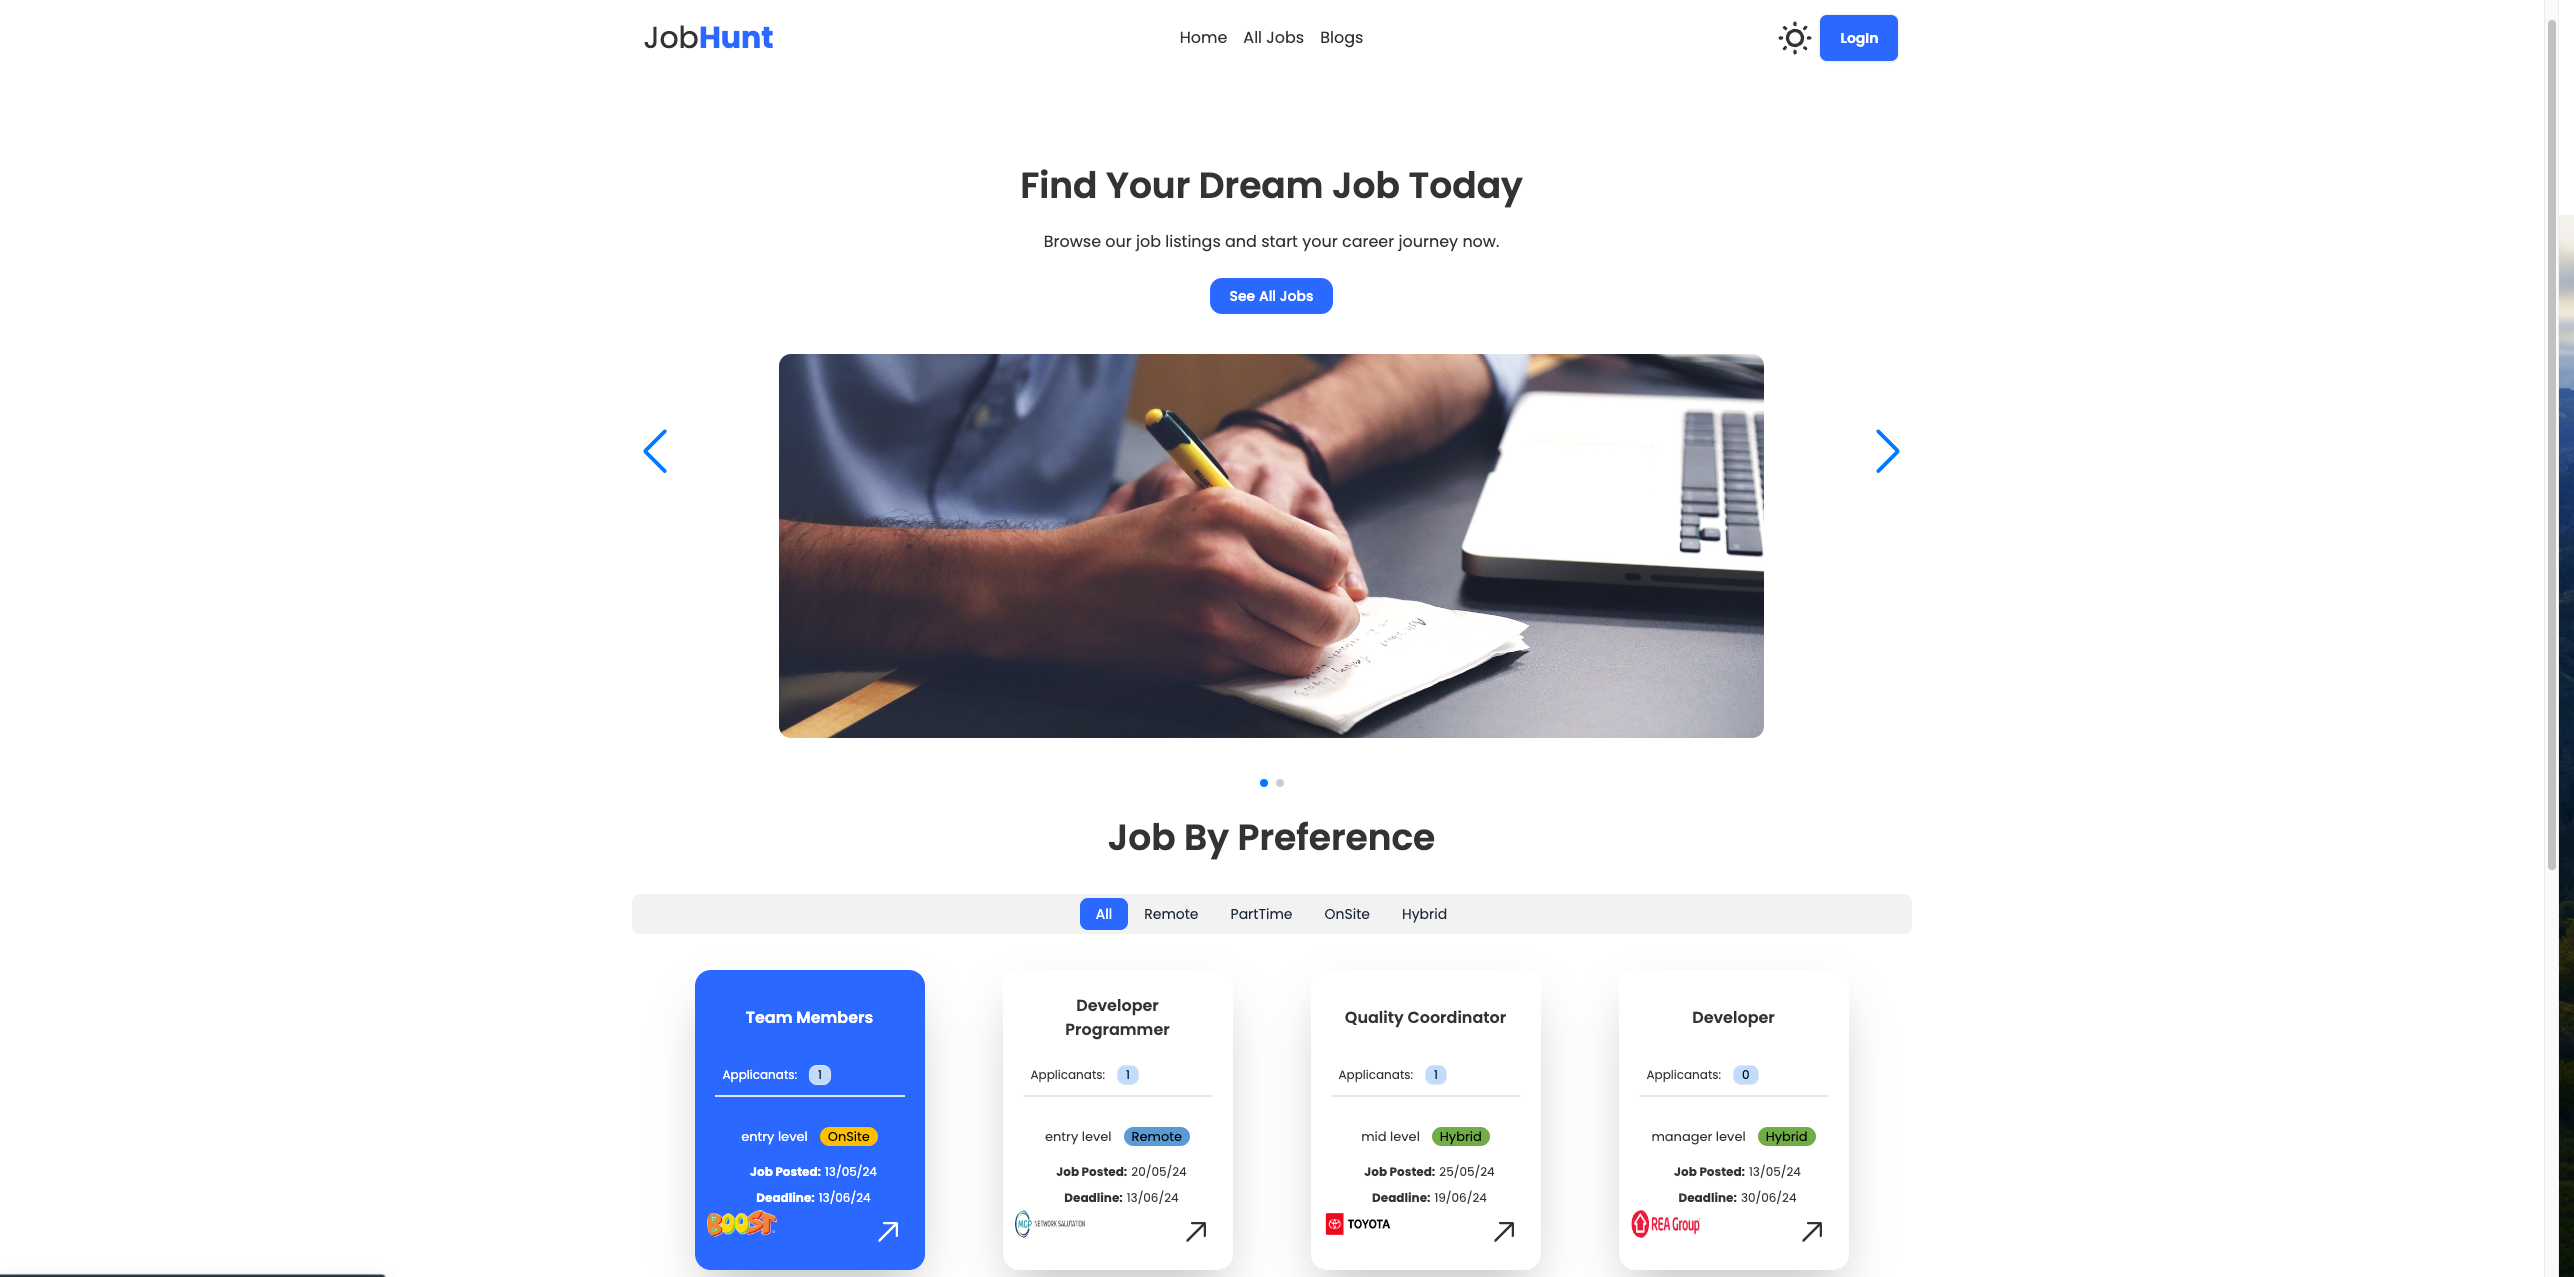 JobHunt
Home All Jobs Blogs
LogIn
Find Your Dream Job Today
Browse our job listings and start your career journey now.
See All Jobs
Job By Preference
All Remote PartTime OnSite Hybrid
Team Members
Applicanats: 1
entry level OnSite
Job Posted: 13/05/24
Deadline: 13/06/24
BOOST
Developer
Programmer
Applicanats: 1
entry level Remote
Job Posted: 20/05/24
Deadline: 13/06/24
MGP NETWORK SALUTATION
Quality Coordinator
Applicanats: 1
mid level Hybrid
Job Posted: 25/05/24
Deadline: 19/06/24
TOYOTA
Developer
Applicanats: 0
manager level Hybrid
Job Posted: 13/05/24
Deadline: 30/06/24
REA Group